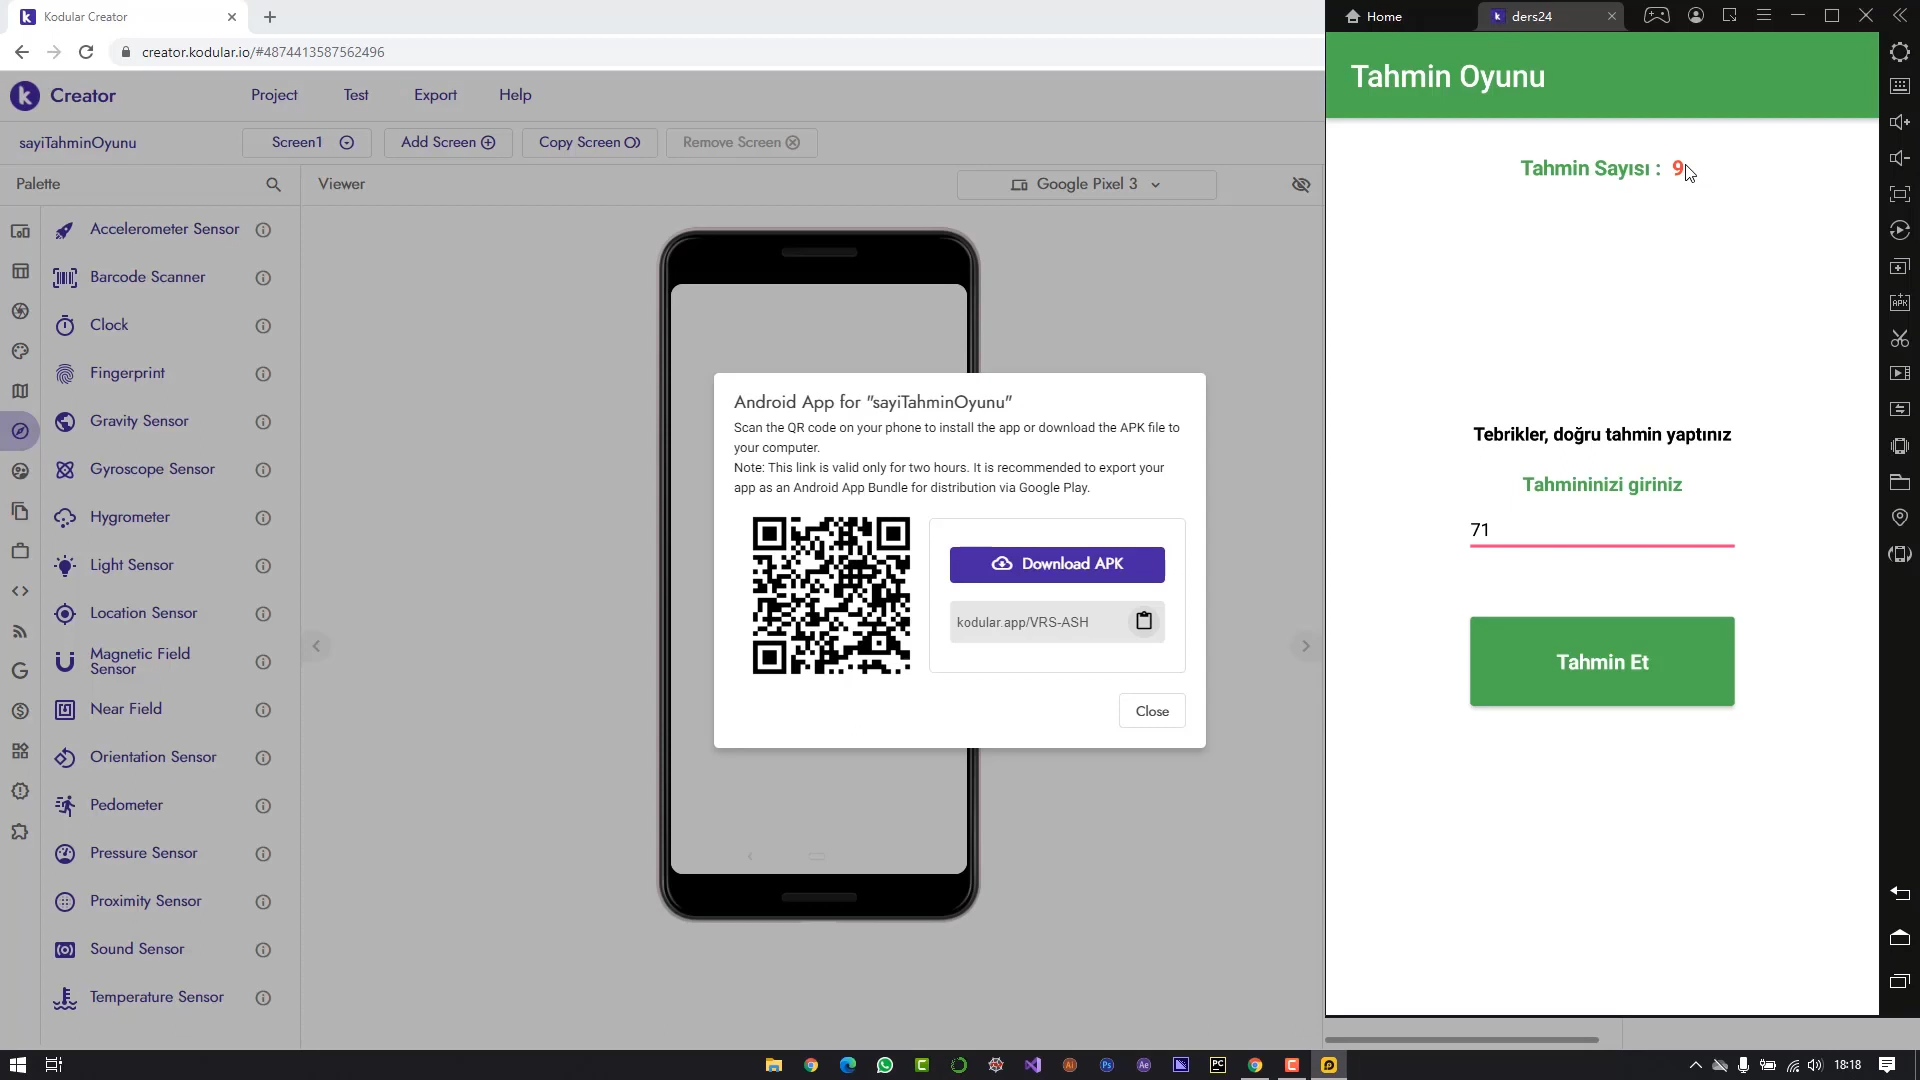 Kodular Creator
creator.kodular.io/#4874413587562496
Creator
Project
Test
Export
Help
sayiTahminOyunu
Screen1
Add Screen
Copy Screen
Remove Screen
Palette
Viewer
Google Pixel 3
Accelerometer Sensor
Barcode Scanner
Clock
Fingerprint
Gravity Sensor
Gyroscope Sensor
Hygrometer
Light Sensor
Location Sensor
Magnetic Field
Sensor
Near Field
Orientation Sensor
Pedometer
Pressure Sensor
Proximity Sensor
Sound Sensor
Temperature Sensor
Android App for "sayiTahminOyunu"
Scan the QR code on your phone to install the app or download the APK file to
your computer.
Note: This link is valid only for two hours. It is recommended to export your
app as an Android App Bundle for distribution via Google Play.
Download APK
kodular.app/VRS-ASH
Close
Home
ders24
Tahmin Oyunu
Tahmin Sayısı : 9
Tebrikler, doğru tahmin yaptınız
Tahmininizi giriniz
71
Tahmin Et
APK
Ai
Ps
Ae
PC
18:18